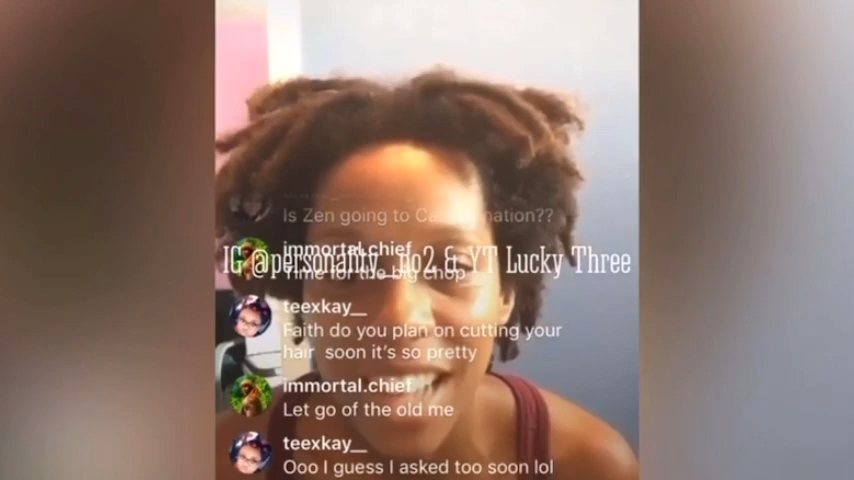 Is Zen going to Ca nation??
immortal.chief
IG @personality_no2 & YT Lucky Three
Time for the big chop
teexkay__
Faith do you plan on cutting your
hair soon it's so pretty
immortal.chief
Let go of the old me
teexkay__
Ooo I guess I asked too soon lol